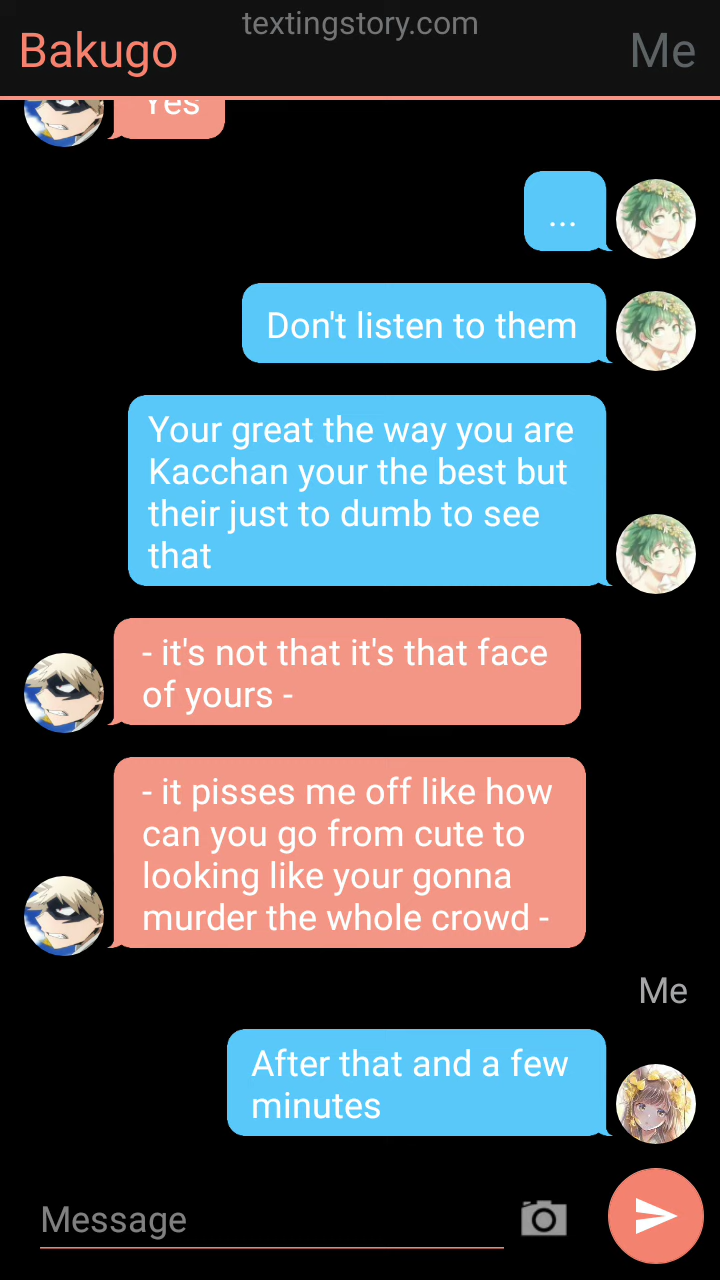 textingstory.com
Bakugo
Me
Yes
...
Don't listen to them
Your great the way you are
Kacchan your the best but
their just to dumb to see
that
- it's not that it's that face
of yours -
- it pisses me off like how
can you go from cute to
looking like your gonna
murder the whole crowd -
Me
After that and a few
minutes
Message